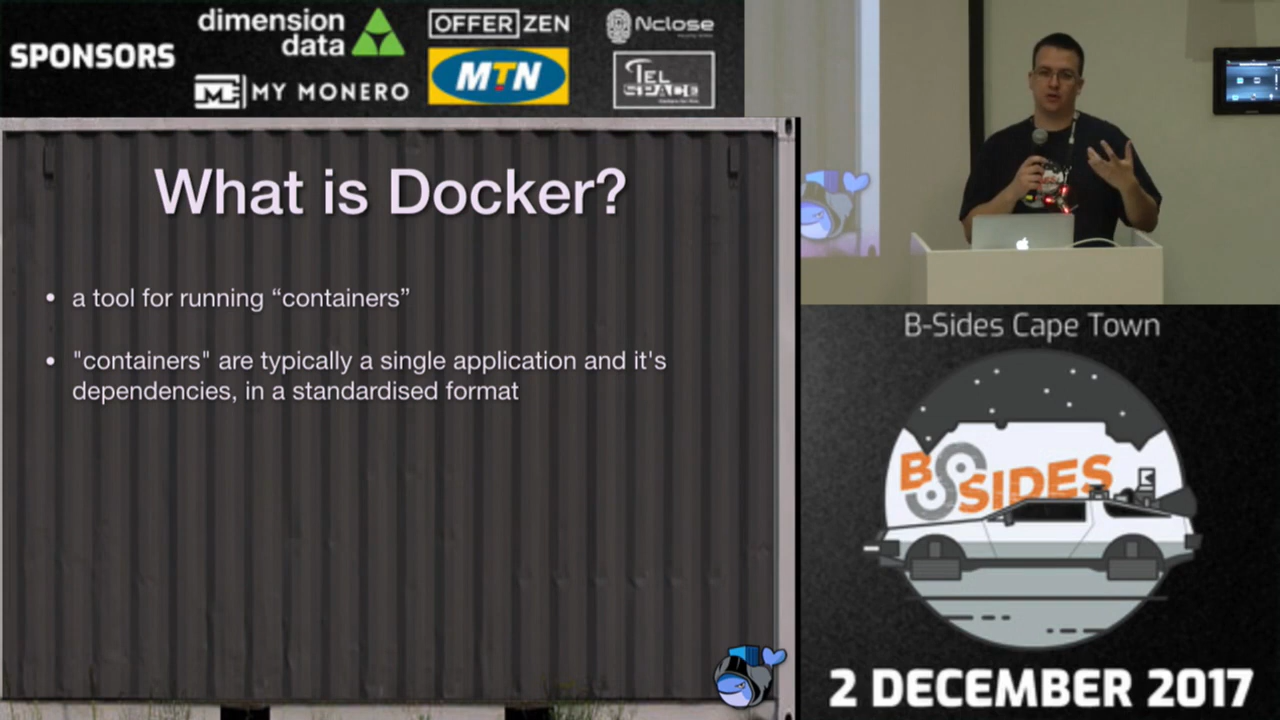 SPONSORS
dimension
data
OFFERZEN
Nclose
MY MONERO
MTN
TEL
SPACE
What is Docker?
• a tool for running “containers”
• "containers" are typically a single application and it's
dependencies, in a standardised format
B-Sides Cape Town
BSIDES
2 DECEMBER 2017